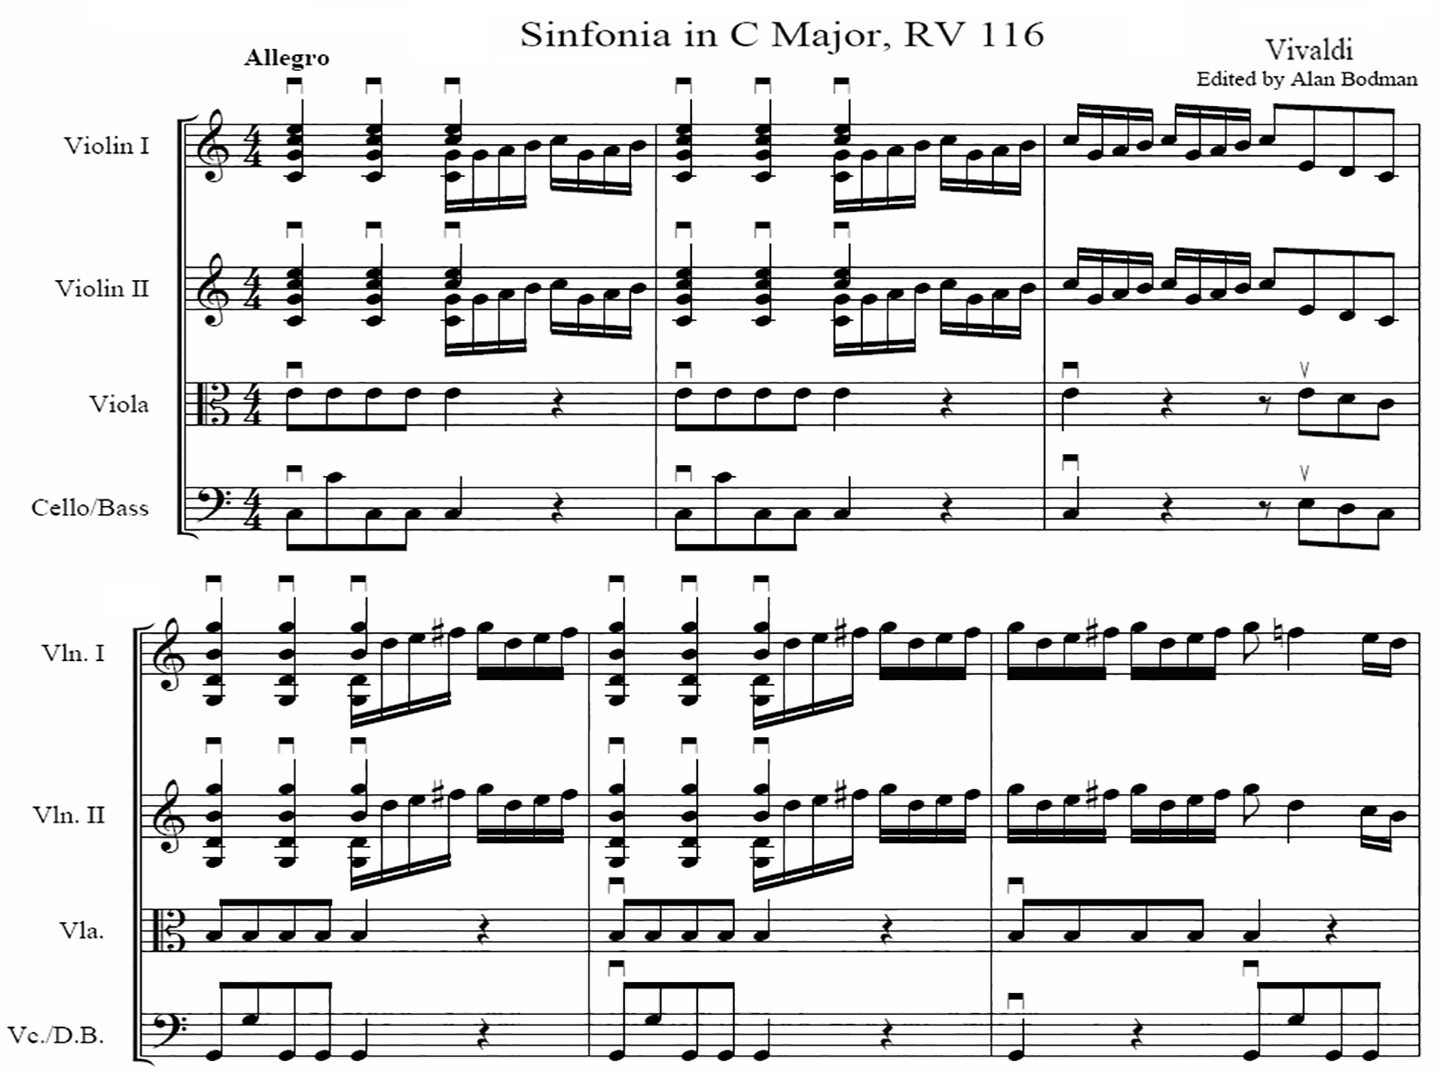 Sinfonia in C Major, RV 116
Vivaldi
Edited by Alan Bodman
Allegro
Violin I
Violin II
Viola
Cello/Bass
Vln. I
Vln. II
Vla.
Vc./D.B.